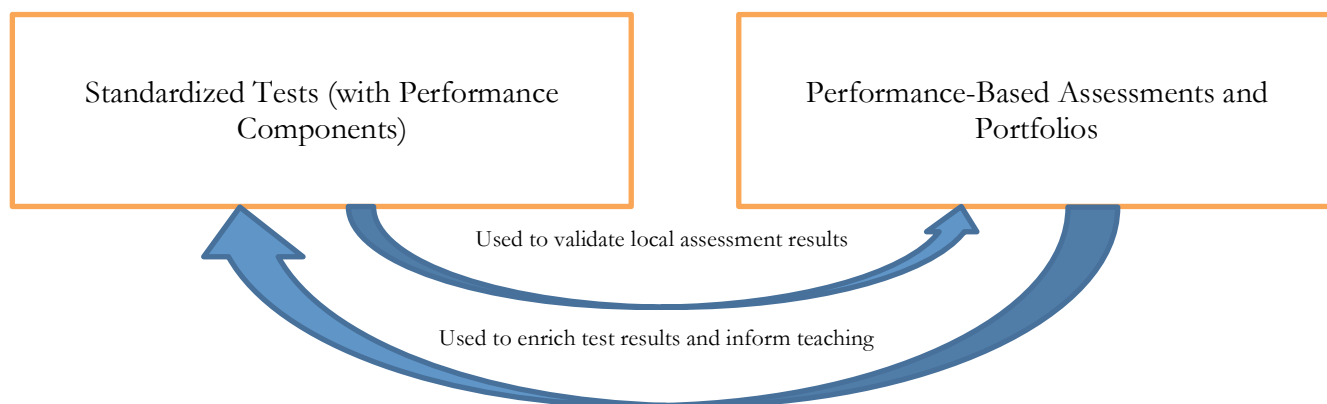 Standardized Tests (with Performance
Components)
Performance-Based Assessments and
Portfolios
Used to validate local assessment results
Used to enrich test results and inform teaching